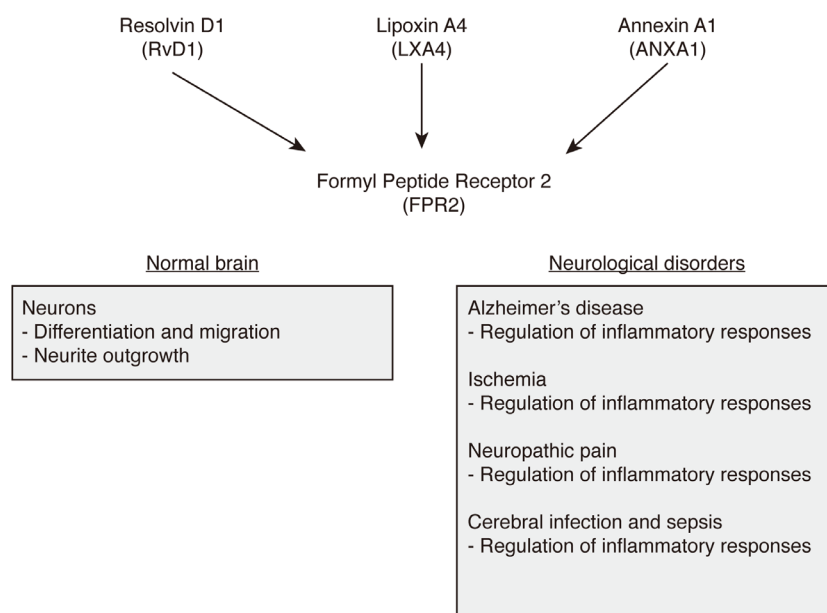 Resolvin D1
(RvD1)
Lipoxin A4
(LXA4)
Annexin A1
(ANXA1)
Formyl Peptide Receptor 2
(FPR2)
Normal brain
Neurons
- Differentiation and migration
- Neurite outgrowth
Neurological disorders
Alzheimer’s disease
- Regulation of inflammatory responses
Ischemia
- Regulation of inflammatory responses
Neuropathic pain
- Regulation of inflammatory responses
Cerebral infection and sepsis
- Regulation of inflammatory responses